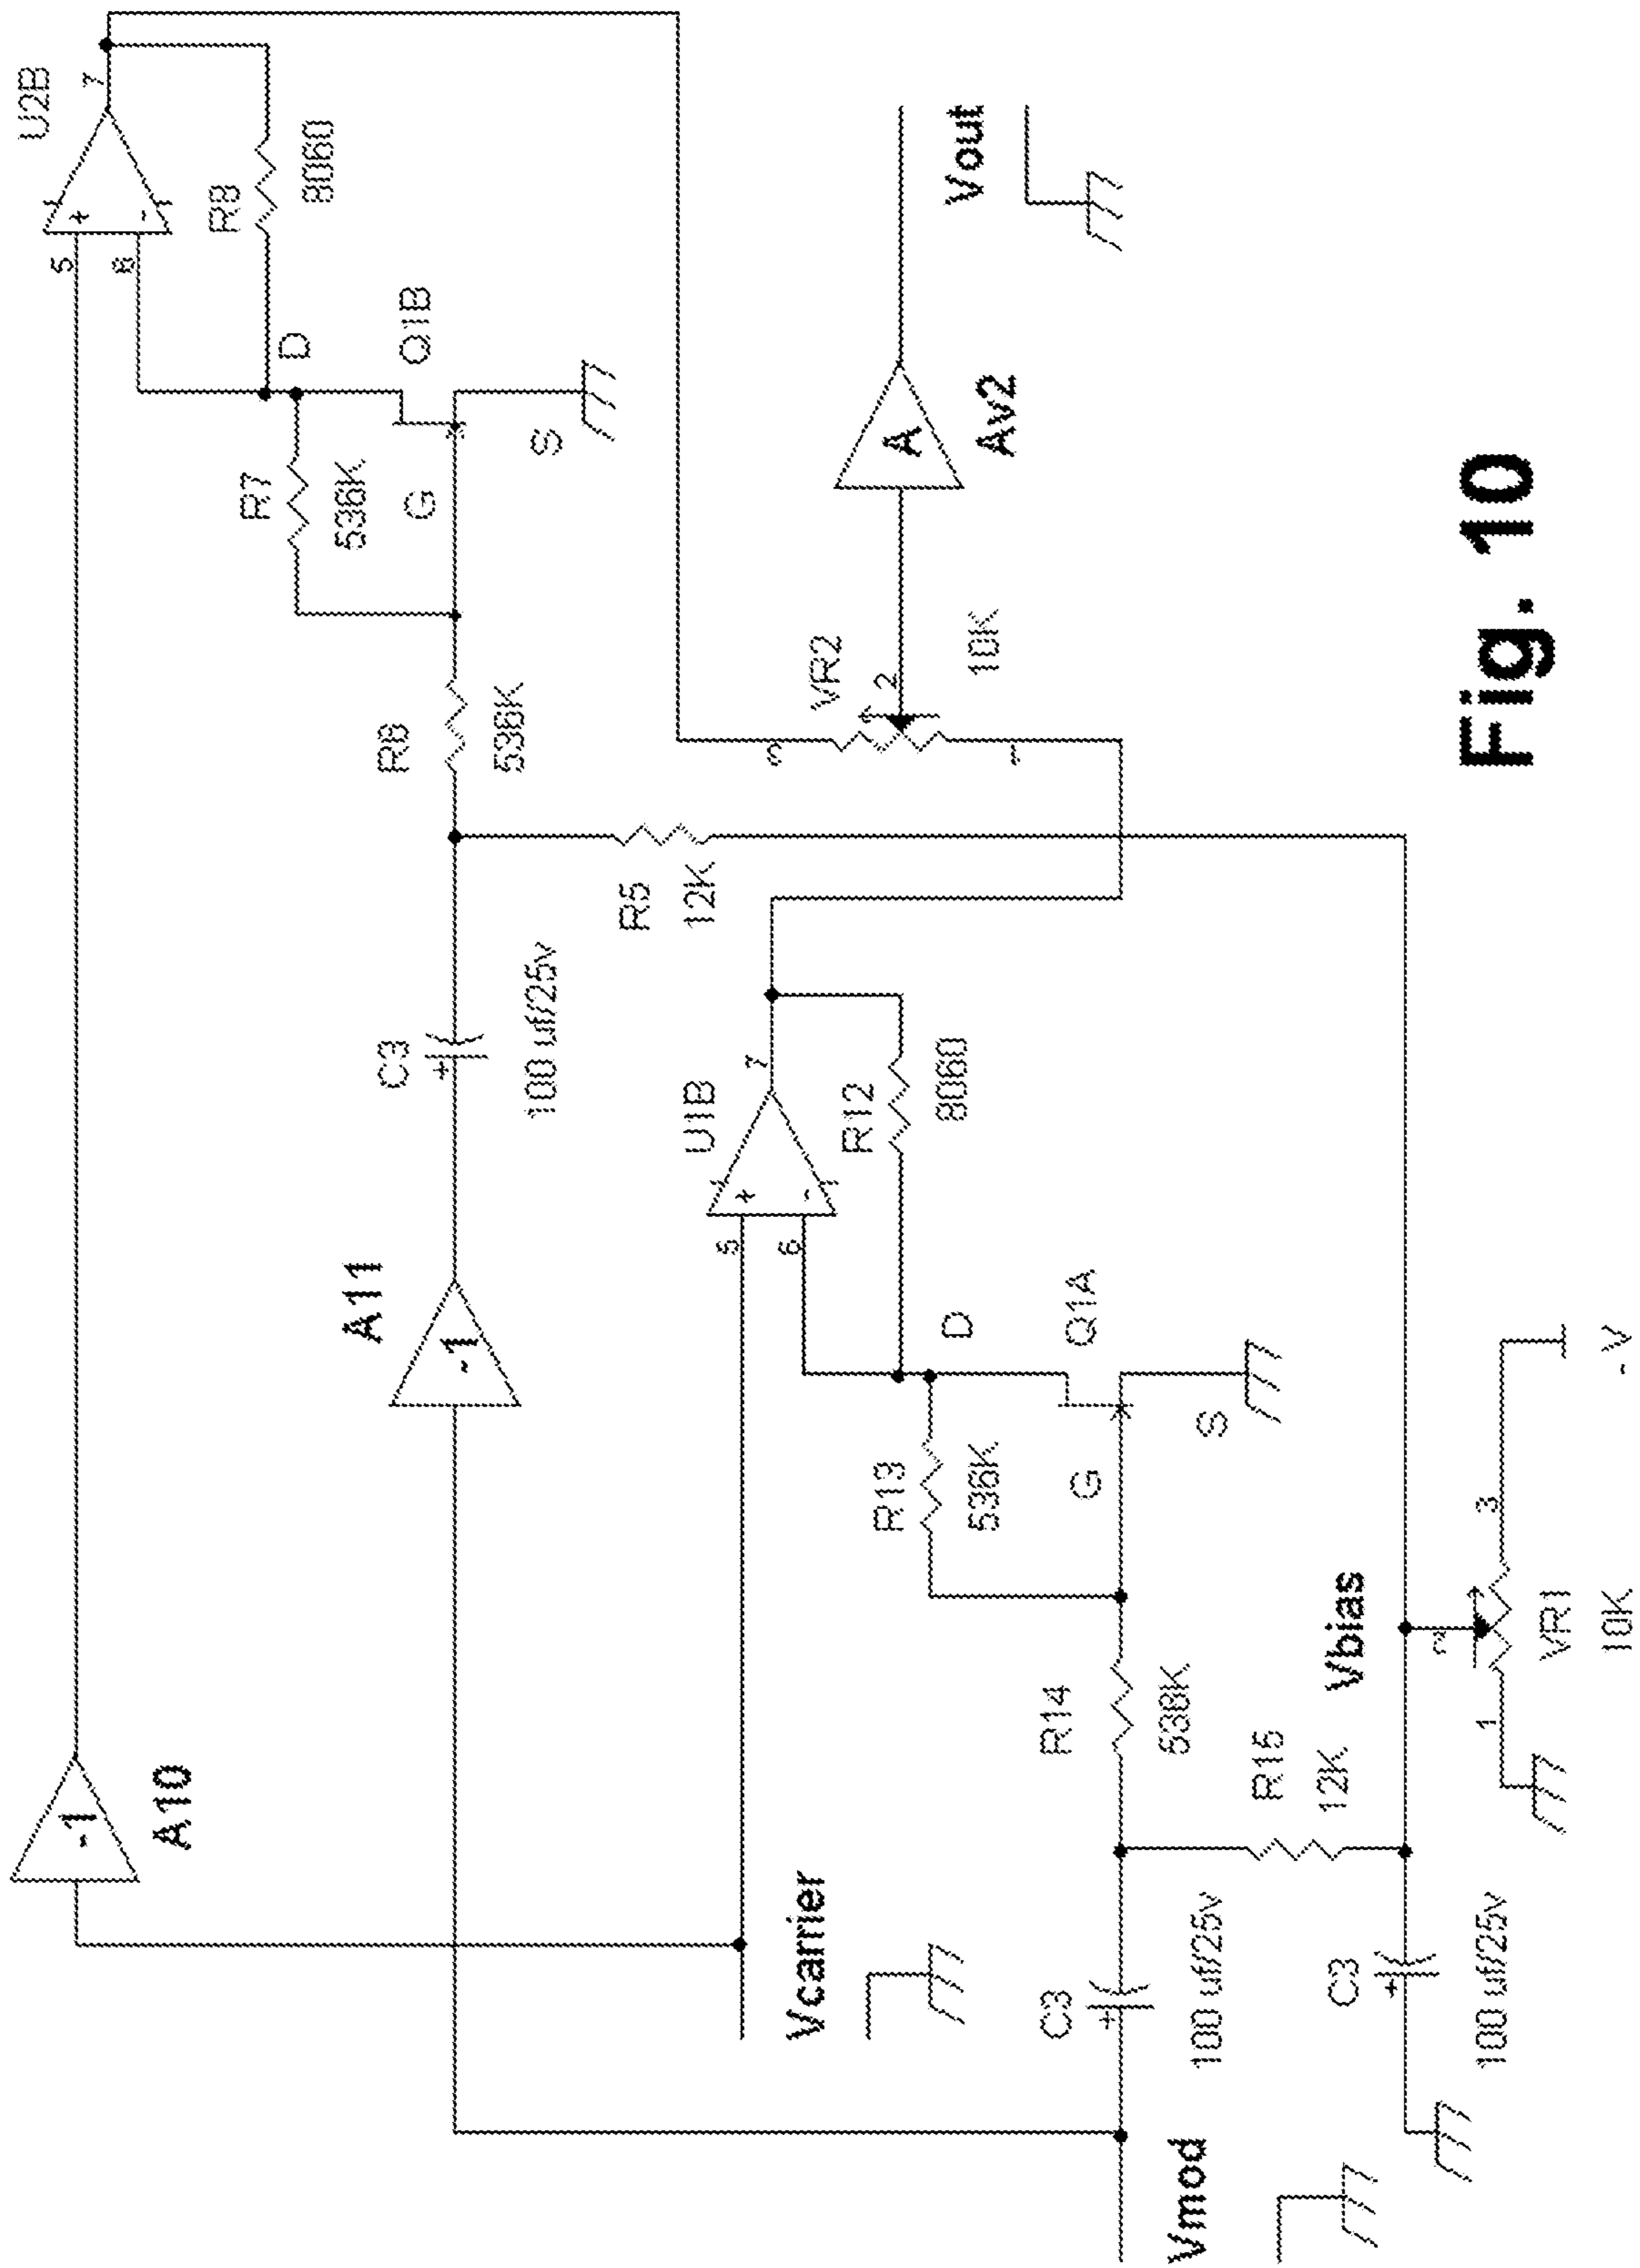 U2B
5
7
+
-1
6
-
A10
R8
R7
8060
D
536K
A11
C3
R6
G
Q1B
-1
+
100 uf/25v
536K
S
R5
12K
U1B
5
7
+
3
6
-
Vcarrier
R12
VR2
R13
2
A
8060
D
Vout
536K
10K
Av2
1
C3
R14
G
Q1A
+
Vmod
100 uf/25v
536K
S
R15
12K
C3
Vbias
+
2
100 uf/25v
1
3
VR1
10K
- V
Fig. 10